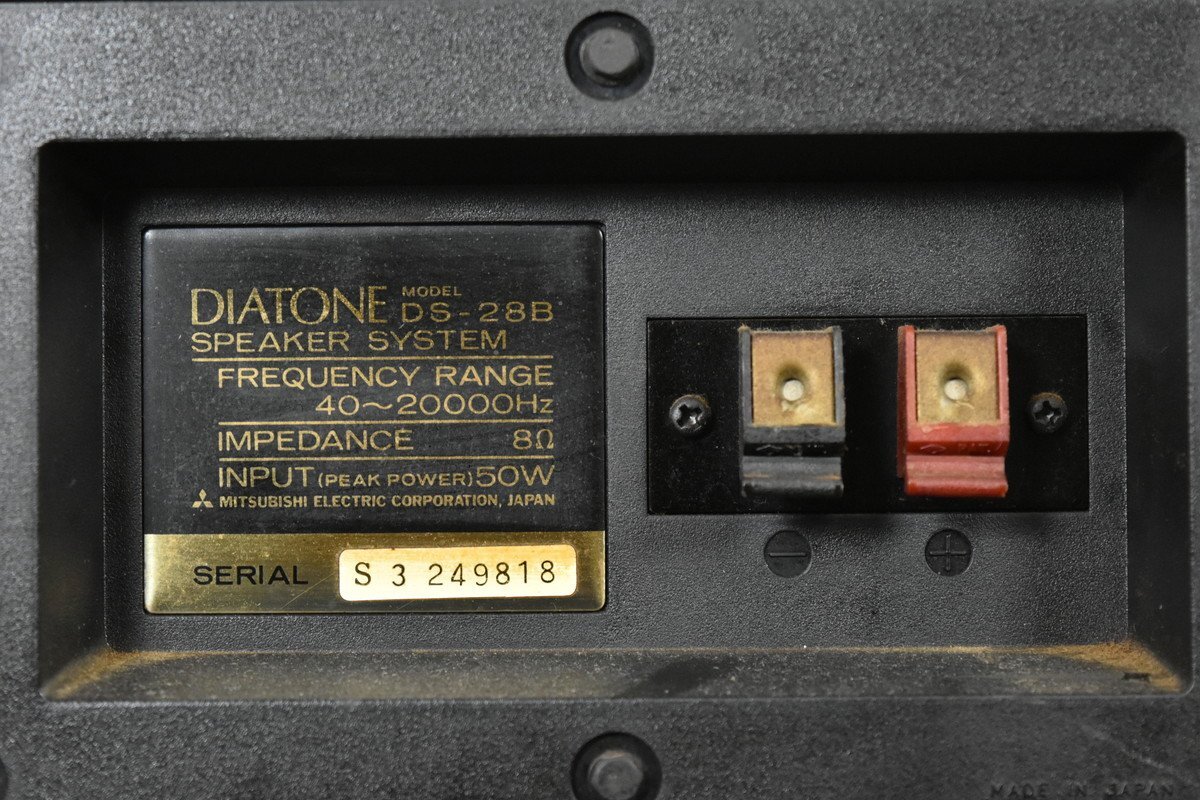 DIATONE MODEL DS-28B
SPEAKER SYSTEM
FREQUENCY RANGE
40~20000Hz
IMPEDANCE 8Ω
INPUT (PEAK POWER) 50W
MITSUBISHI ELECTRIC CORPORATION, JAPAN
SERIAL S 3 249818
− +
MADE IN JAPAN